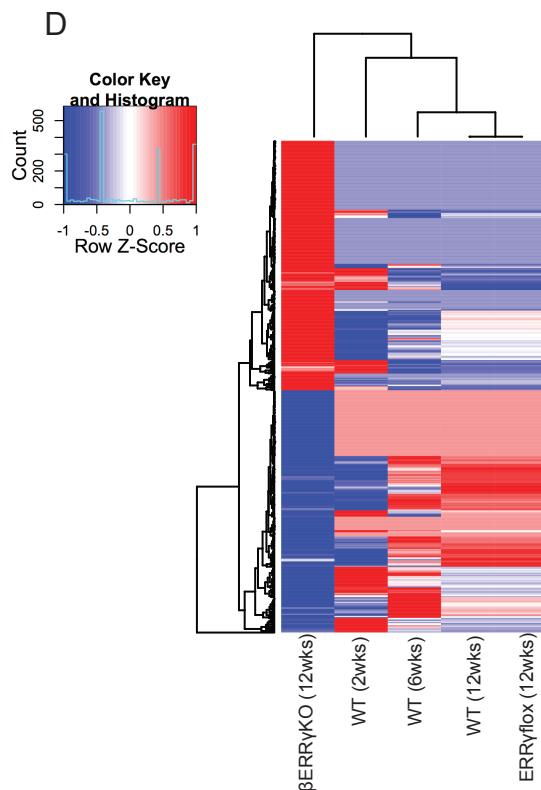 D
Color Key
and Histogram
Count
0
200
500
-1
-0.5
0
0.5
1
Row Z-Score
βERRγKO (12wks)
WT (2wks)
WT (6wks)
WT (12wks)
ERRγflox (12wks)